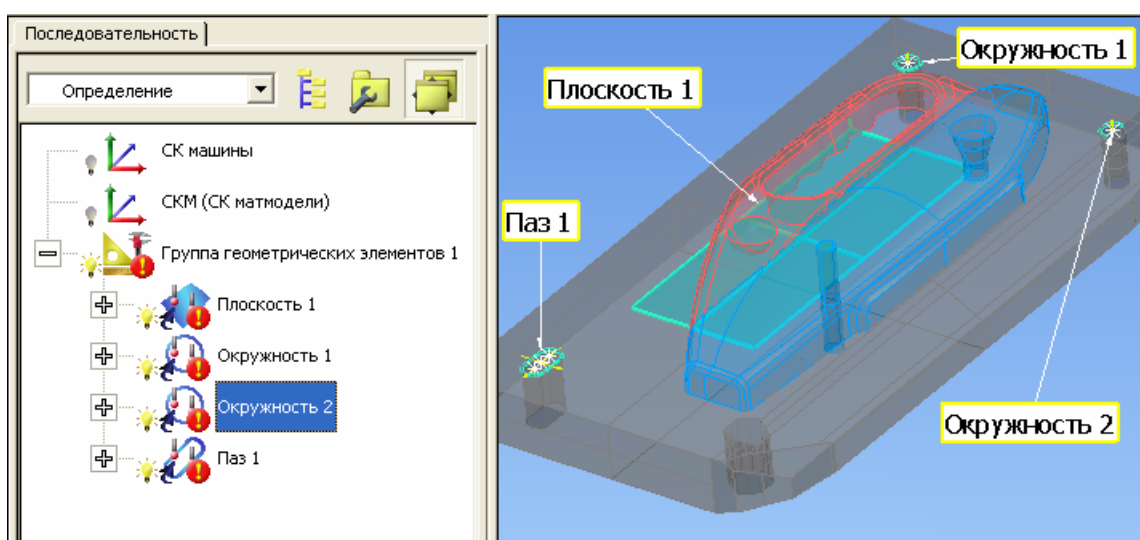 Последовательность
Определение
СК машины
СКМ (СК матмодели)
Группа геометрических элементов 1
Плоскость 1
Окружность 1
Окружность 2
Паз 1
Окружность 1
Плоскость 1
Паз 1
Окружность 2